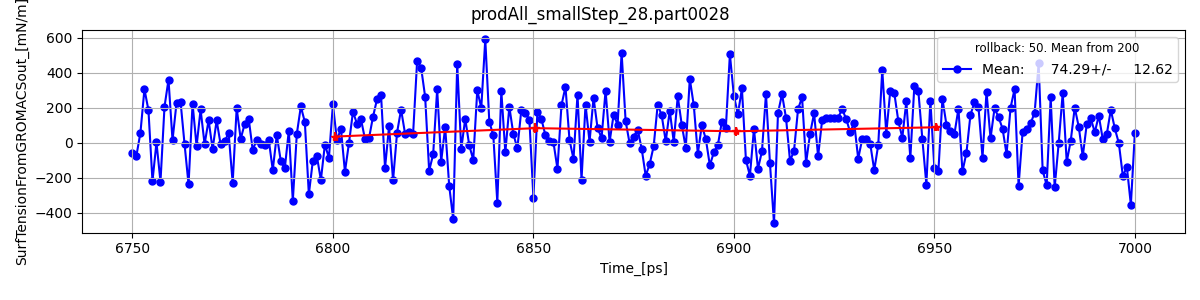 prodAll_smallStep_28.part0028
SurfTensionFromGROMACSout_[mN/m]
600
400
200
0
−200
−400
rollback: 50. Mean from 200
Mean: 74.29+/- 12.62
6750 6800 6850 6900 6950 7000
Time_[ps]